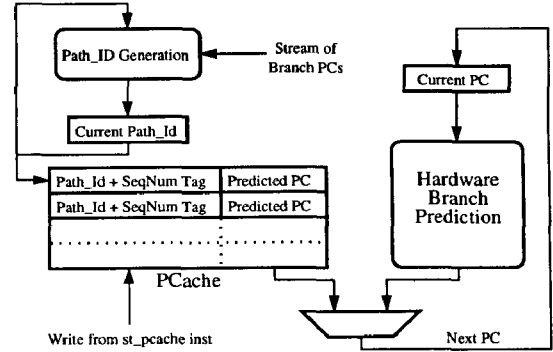 Path_ID Generation
Stream of
Branch PCs
Current PC
Current Path_Id
Path_Id + SeqNum Tag Predicted PC
Path_Id + SeqNum Tag Predicted PC
Hardware
Branch
Prediction
PCache
Write from st_pcache inst
Next PC